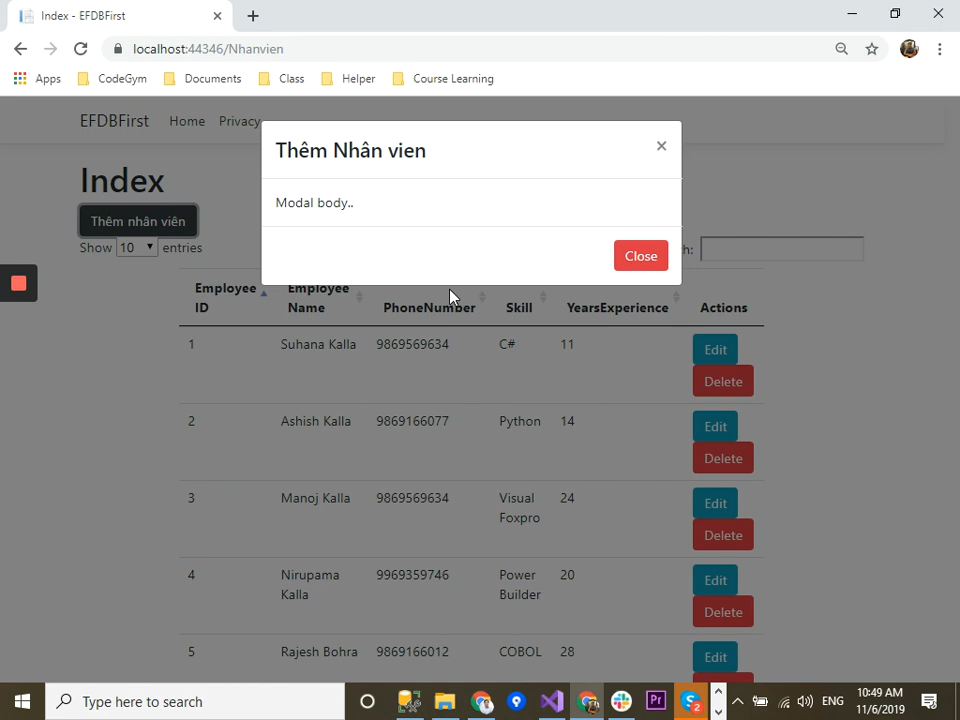 Index - EFDBFirst
localhost:44346/Nhanvien
Apps CodeGym Documents Class Helper Course Learning
EFDBFirst Home Privacy
Thêm Nhân vien
×
Modal body..
Close
Index
Thêm nhân viên
Show 10 entries
h:
Employee ID Employee Name PhoneNumber Skill YearsExperience Actions
1 Suhana Kalla 9869569634 C# 11 Edit
Delete
2 Ashish Kalla 9869166077 Python 14 Edit
Delete
3 Manoj Kalla 9869569634 Visual Foxpro 24 Edit
Delete
4 Nirupama Kalla 9969359746 Power Builder 20 Edit
Delete
5 Rajesh Bohra 9869166012 COBOL 28 Edit
Type here to search
Pr
2
ENG
10:49 AM
11/6/2019